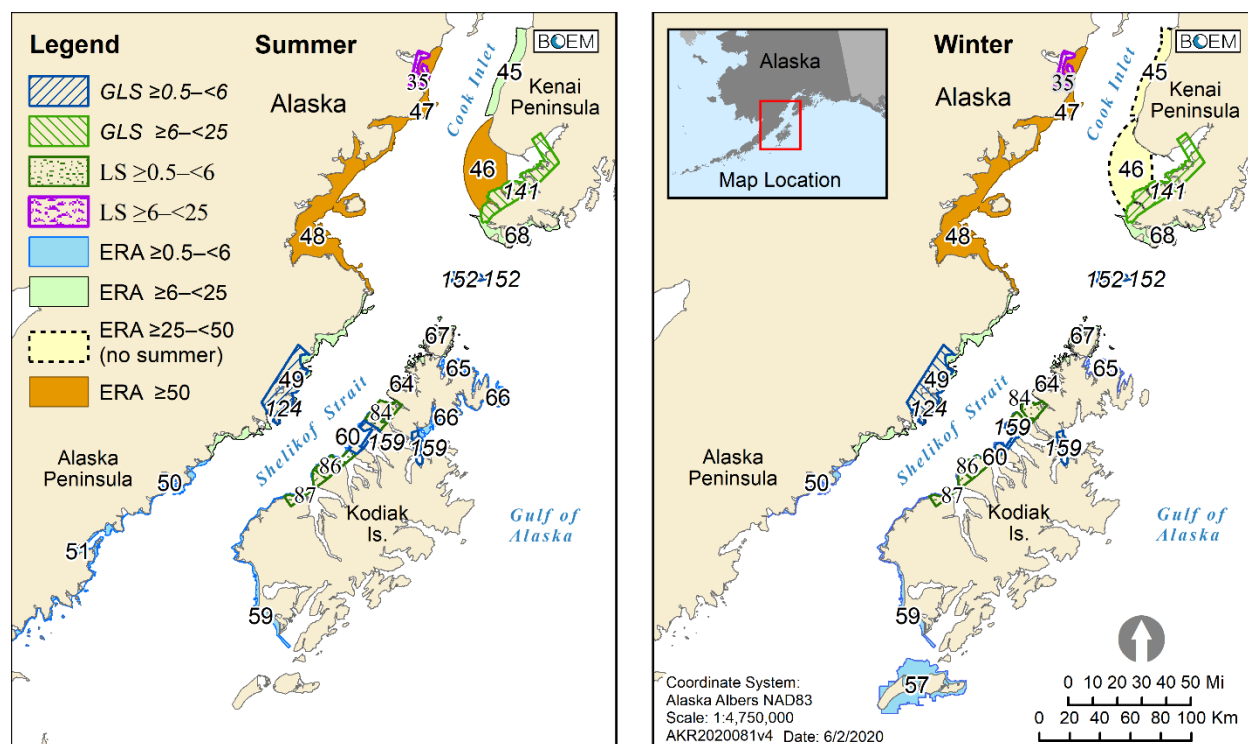 Legend
GLS ≥0.5–<6
GLS ≥6–<25
LS ≥0.5–<6
LS ≥6–<25
ERA ≥0.5–<6
ERA ≥6–<25
ERA ≥25–<50
(no summer)
ERA ≥50
Summer
BOEM
Alaska
Cook Inlet
Kenai
Peninsula
35
45
47
46
141
68
48
152
152
67
65
66
64
49
124
84
66
60
159
159
Shelikof Strait
86
87
Alaska
Peninsula
50
51
Kodiak
Is.
Gulf of
Alaska
59
Winter
BOEM
Alaska
Map Location
Alaska
Cook Inlet
Kenai
Peninsula
35
45
47
46
141
68
48
152
152
67
65
64
49
124
84
159
159
60
Shelikof Strait
86
87
Alaska
Peninsula
50
Kodiak
Is.
Gulf of
Alaska
59
57
Coordinate System:
Alaska Albers NAD83
Scale: 1:4,750,000
AKR2020081v4 Date: 6/2/2020
0 10 20 30 40 50 Mi
0 20 40 60 80 100 Km